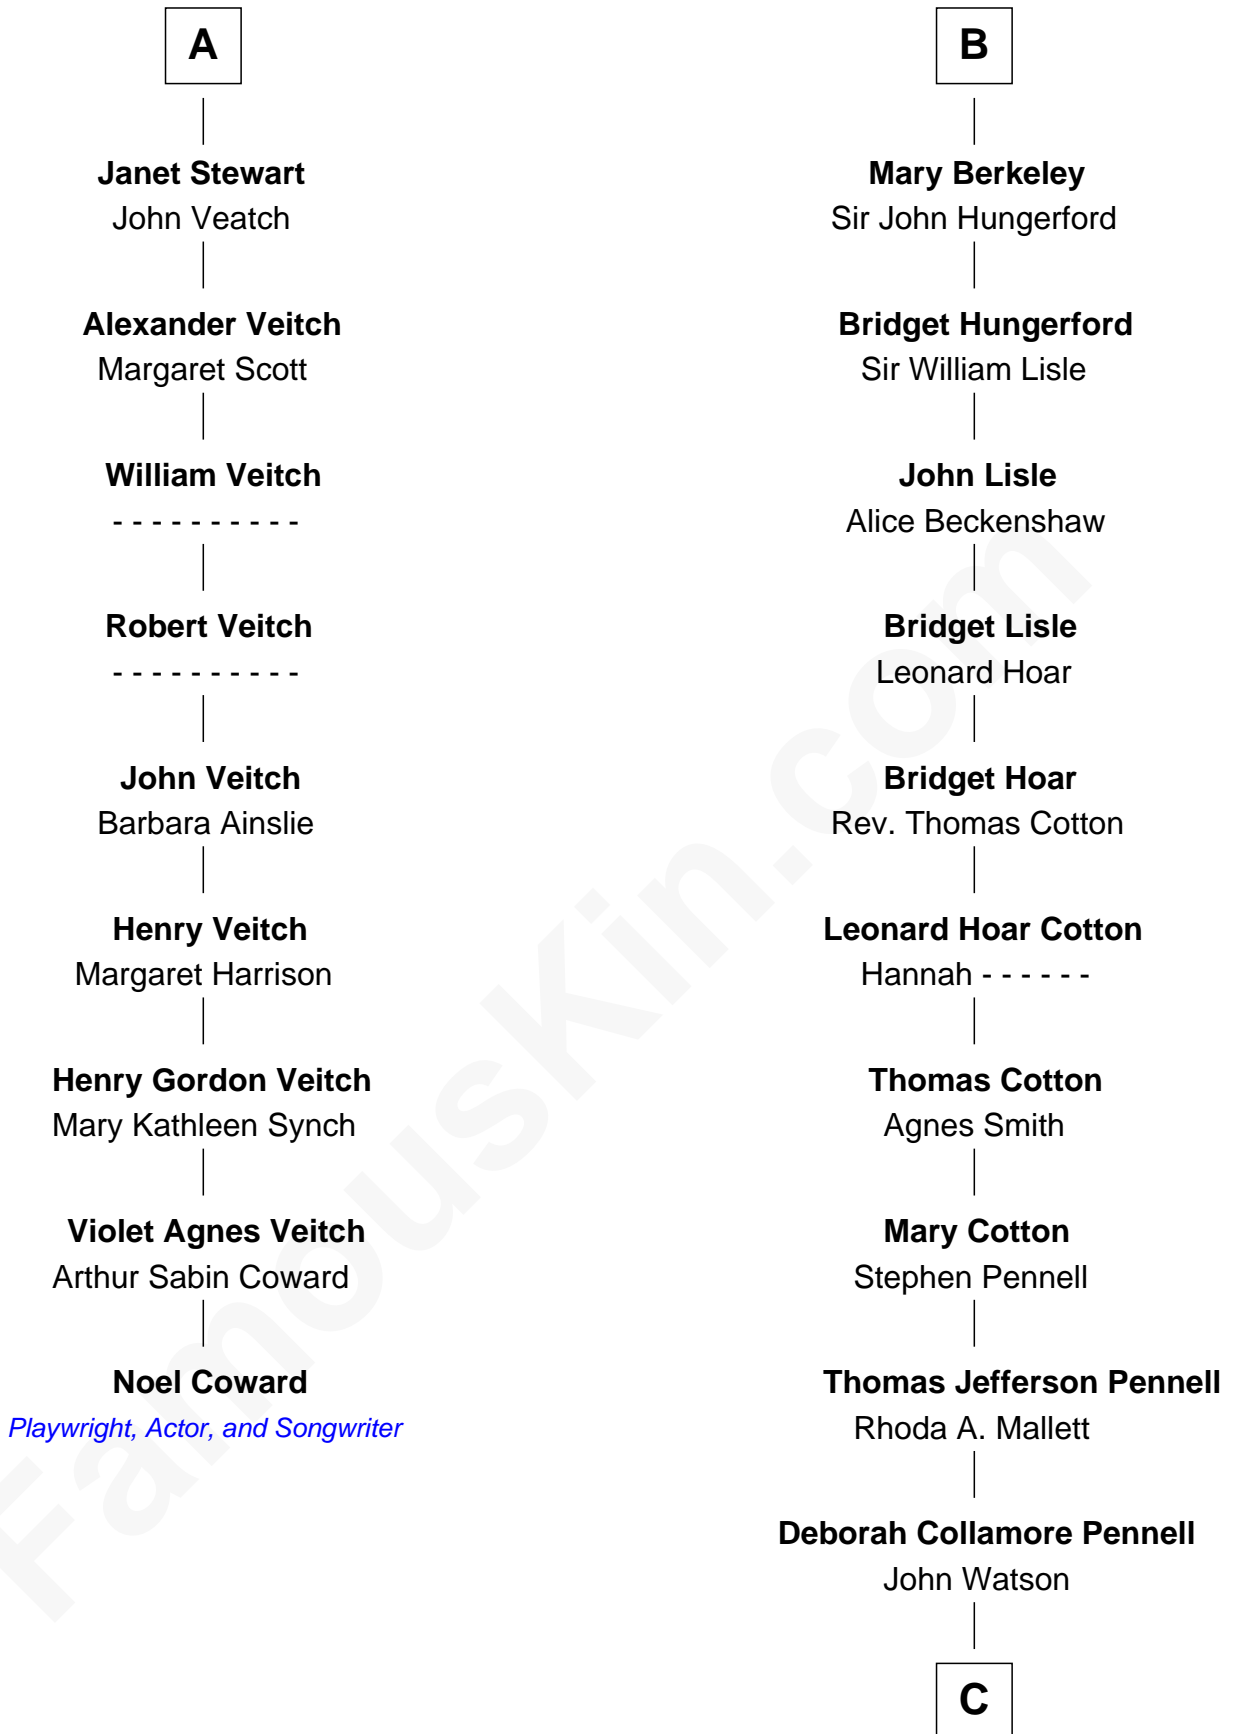 A
Janet Stewart
John Veatch
Alexander Veitch
Margaret Scott
William Veitch
- - - - - - - - - -
Robert Veitch
- - - - - - - - - -
John Veitch
Barbara Ainslie
Henry Veitch
Margaret Harrison
Henry Gordon Veitch
Mary Kathleen Synch
Violet Agnes Veitch
Arthur Sabin Coward
Noel Coward
Playwright, Actor, and Songwriter
B
Mary Berkeley
Sir John Hungerford
Bridget Hungerford
Sir William Lisle
John Lisle
Alice Beckenshaw
Bridget Lisle
Leonard Hoar
Bridget Hoar
Rev. Thomas Cotton
Leonard Hoar Cotton
Hannah - - - - - -
Thomas Cotton
Agnes Smith
Mary Cotton
Stephen Pennell
Thomas Jefferson Pennell
Rhoda A. Mallett
Deborah Collamore Pennell
John Watson
C
FamousKin.com